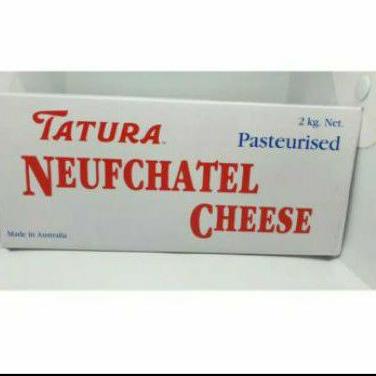 2 kg. Net.
TATURA
Pasteurised
NEUFCHATEL
CHEESE
Made in Australia